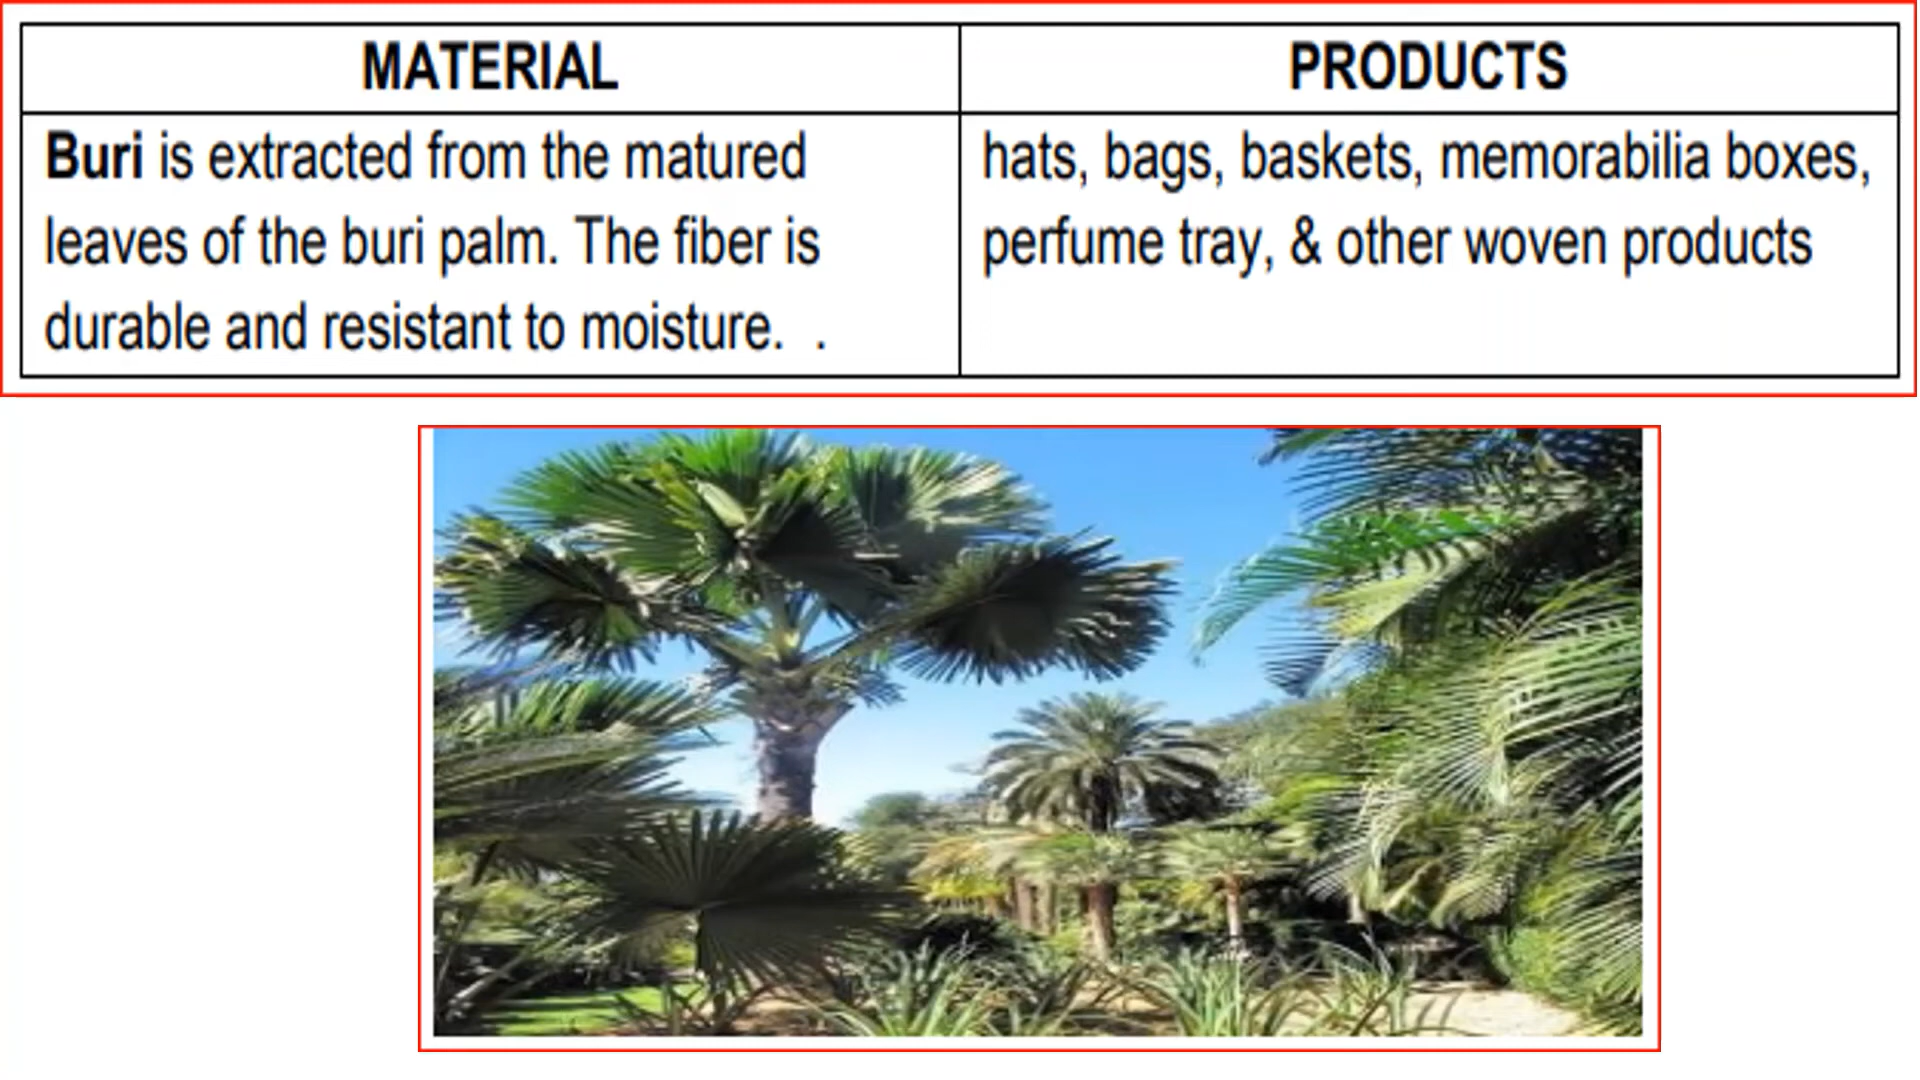 MATERIAL
PRODUCTS
Buri is extracted from the matured
leaves of the buri palm. The fiber is
durable and resistant to moisture.  .
hats, bags, baskets, memorabilia boxes,
perfume tray, & other woven products